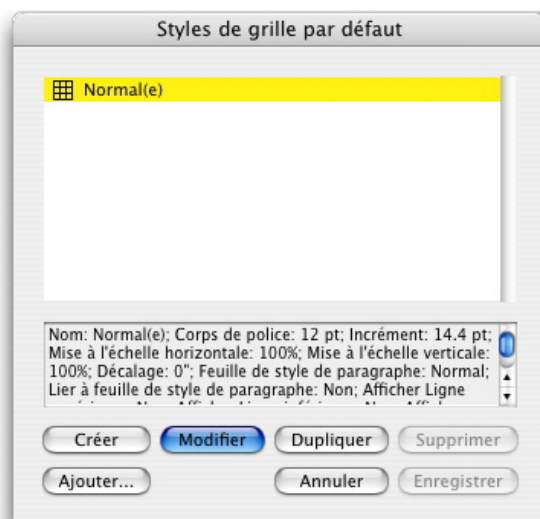 Styles de grille par défaut
Normal(e)
Nom: Normal(e); Corps de police: 12 pt; Incrément: 14.4 pt;
Mise à l'échelle horizontale: 100%; Mise à l'échelle verticale:
100%; Décalage: 0"; Feuille de style de paragraphe: Normal;
Lier à feuille de style de paragraphe: Non; Afficher Ligne
Créer Modifier Dupliquer Supprimer
Ajouter... Annuler Enregistrer